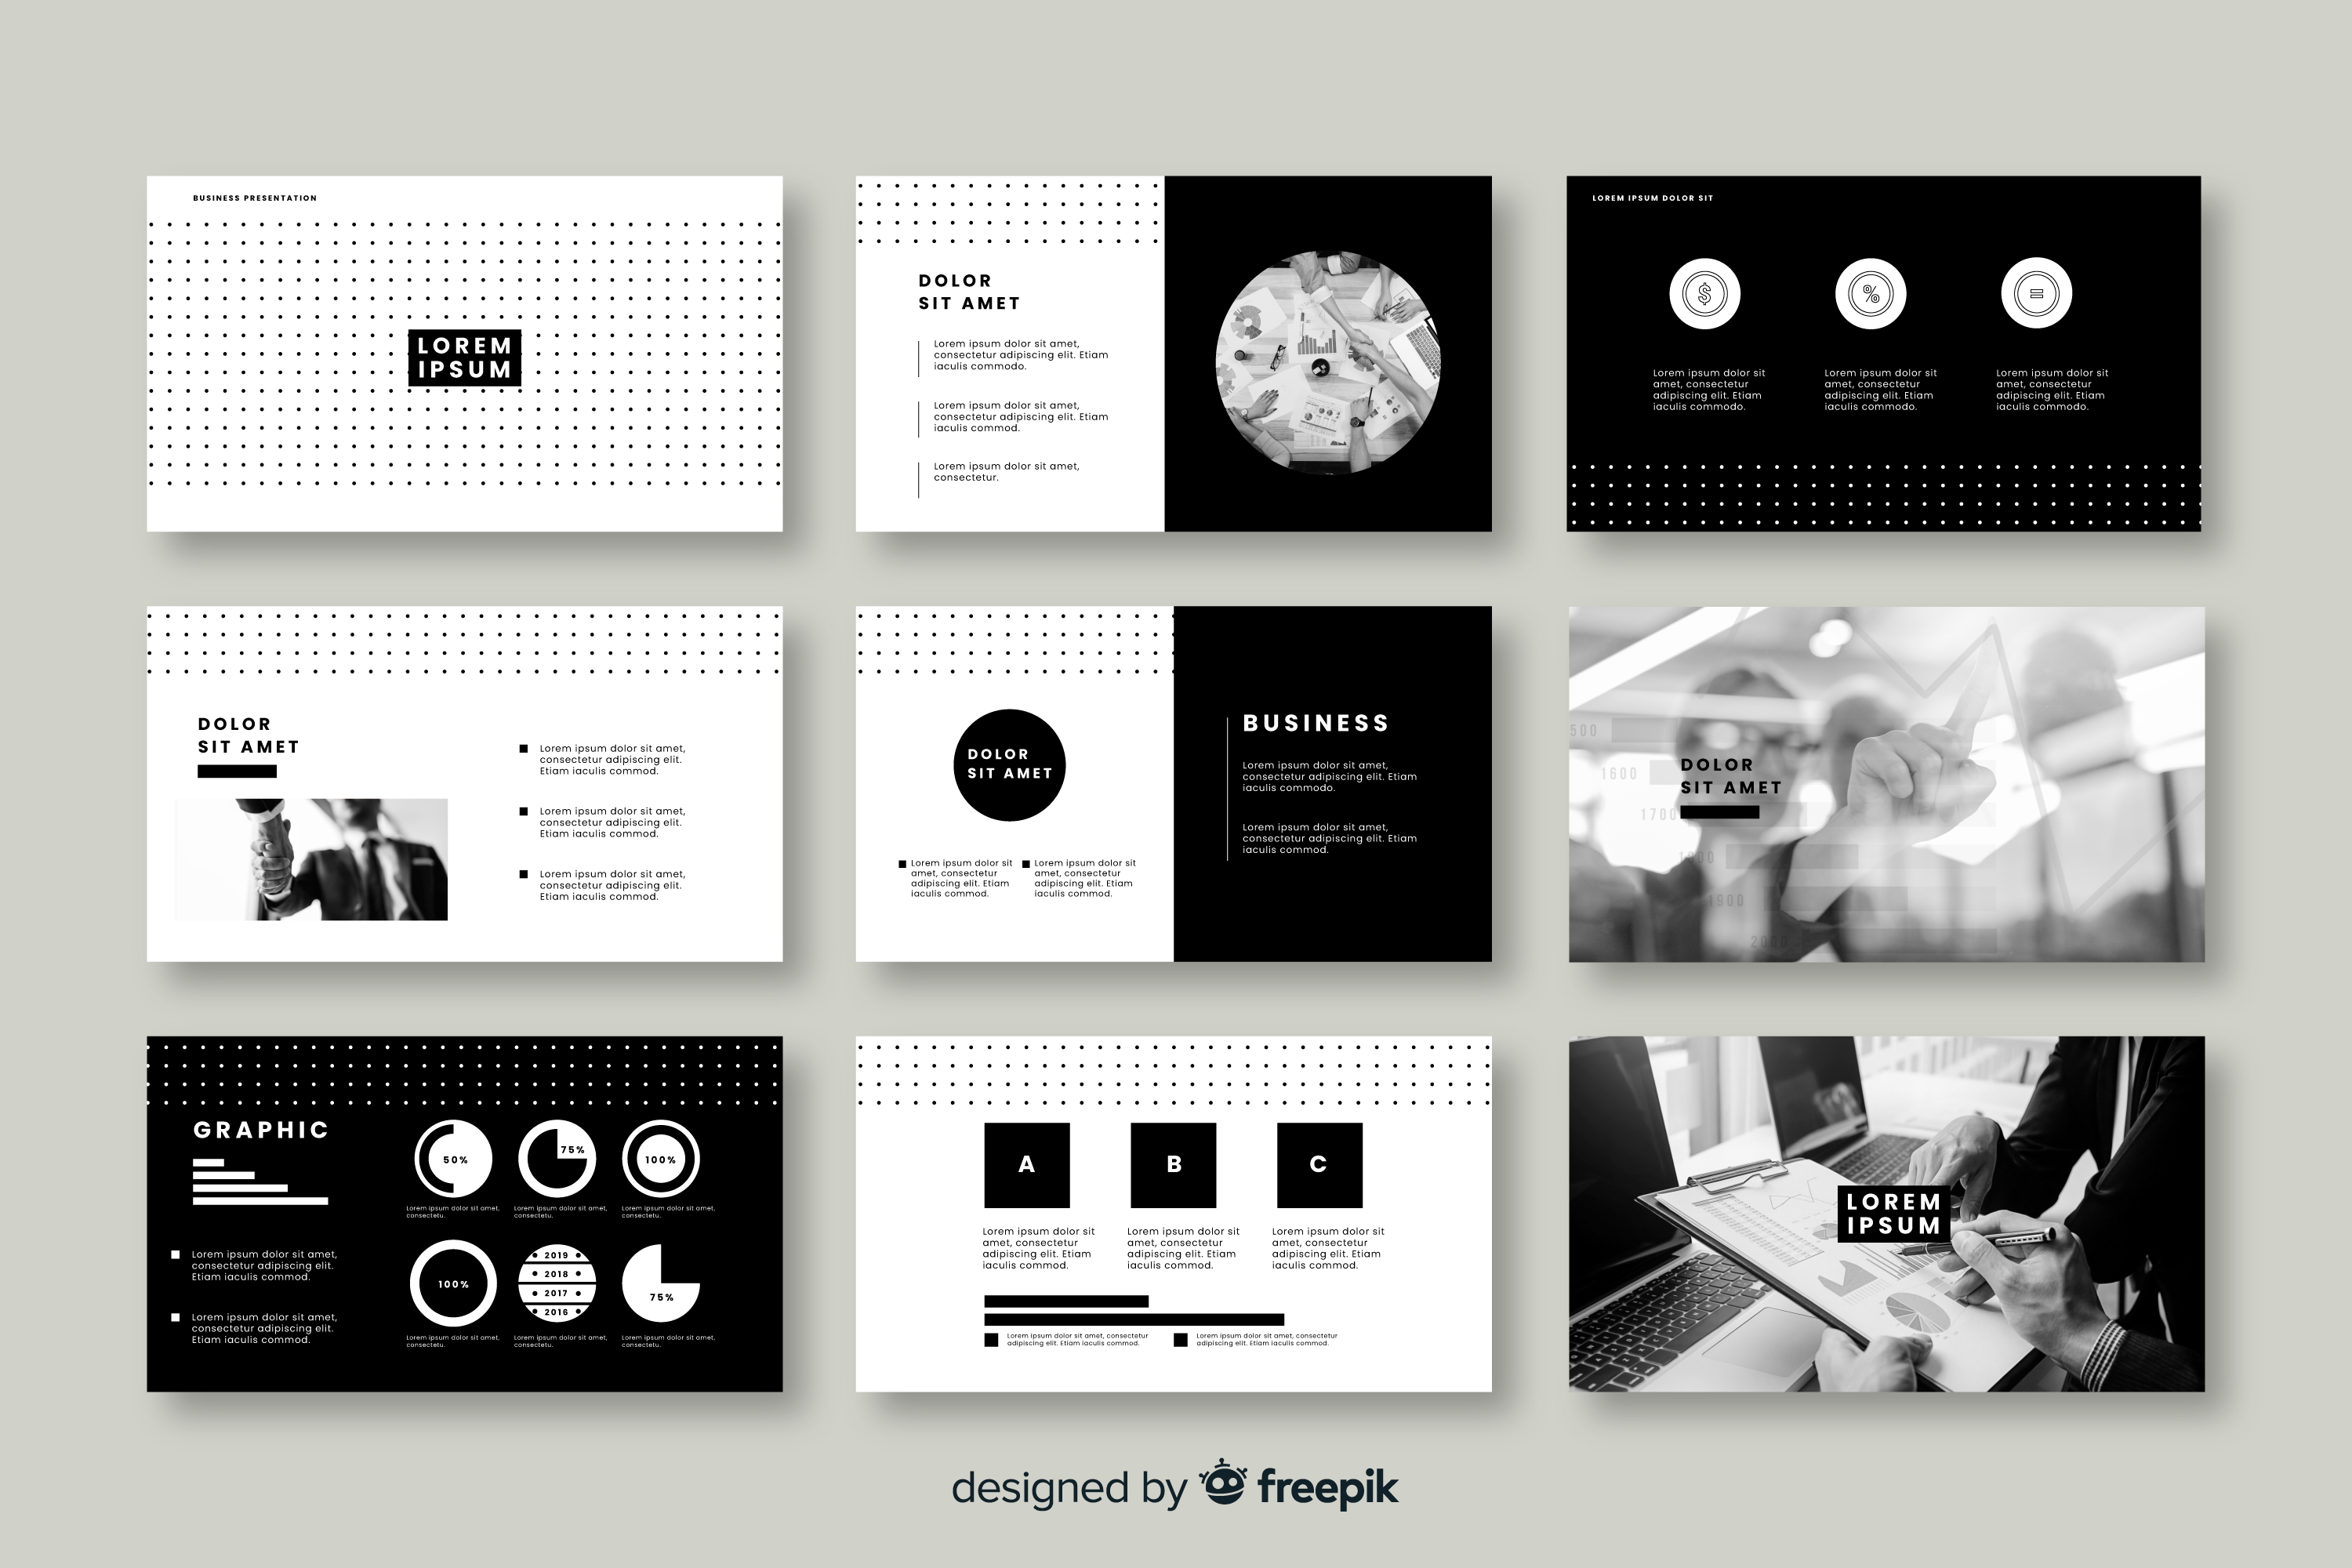 BUSINESS PRESENTATION
LOREM
IPSUM
DOLOR
SIT AMET
Lorem ipsum dolor sit amet,
consectetur adipiscing elit. Etiam
iaculis commodo.
Lorem ipsum dolor sit amet,
consectetur adipiscing elit. Etiam
iaculis commod.
Lorem ipsum dolor sit amet,
consectetur.
LOREM IPSUM DOLOR SIT
$
%
=
Lorem ipsum dolor sit
amet, consectetur
adipiscing elit. Etiam
iaculis commodo.
Lorem ipsum dolor sit
amet, consectetur
adipiscing elit. Etiam
iaculis commodo.
Lorem ipsum dolor sit
amet, consectetur
adipiscing elit. Etiam
iaculis commodo.
DOLOR
SIT AMET
Lorem ipsum dolor sit amet,
consectetur adipiscing elit.
Etiam iaculis commod.
Lorem ipsum dolor sit amet,
consectetur adipiscing elit.
Etiam iaculis commod.
Lorem ipsum dolor sit amet,
consectetur adipiscing elit.
Etiam iaculis commod.
DOLOR
SIT AMET
Lorem ipsum dolor sit
amet, consectetur
adipiscing elit. Etiam
iaculis commod.
Lorem ipsum dolor sit
amet, consectetur
adipiscing elit. Etiam
iaculis commod.
BUSINESS
Lorem ipsum dolor sit amet,
consectetur adipiscing elit. Etiam
iaculis commodo.
Lorem ipsum dolor sit amet,
consectetur adipiscing elit. Etiam
iaculis commod.
500
1600
DOLOR
SIT AMET
1700
1800
1900
2000
GRAPHIC
Lorem ipsum dolor sit amet,
consectetur adipiscing elit.
Etiam iaculis commod.
Lorem ipsum dolor sit amet,
consectetur adipiscing elit.
Etiam iaculis commod.
50%
75%
100%
Lorem ipsum dolor sit amet,
consectetu.
Lorem ipsum dolor sit amet,
consectetu.
Lorem ipsum dolor sit amet,
consectetu.
100%
2019
2018
2017
2016
75%
Lorem ipsum dolor sit amet,
consectetu.
Lorem ipsum dolor sit amet,
consectetu.
Lorem ipsum dolor sit amet,
consectetu.
A
B
C
Lorem ipsum dolor sit
amet, consectetur
adipiscing elit. Etiam
iaculis commod.
Lorem ipsum dolor sit
amet, consectetur
adipiscing elit. Etiam
iaculis commod.
Lorem ipsum dolor sit
amet, consectetur
adipiscing elit. Etiam
iaculis commod.
Lorem ipsum dolor sit amet, consectetur
adipiscing elit. Etiam iaculis commod.
Lorem ipsum dolor sit amet, consectetur
adipiscing elit. Etiam iaculis commod.
LOREM
IPSUM
designed by freepik